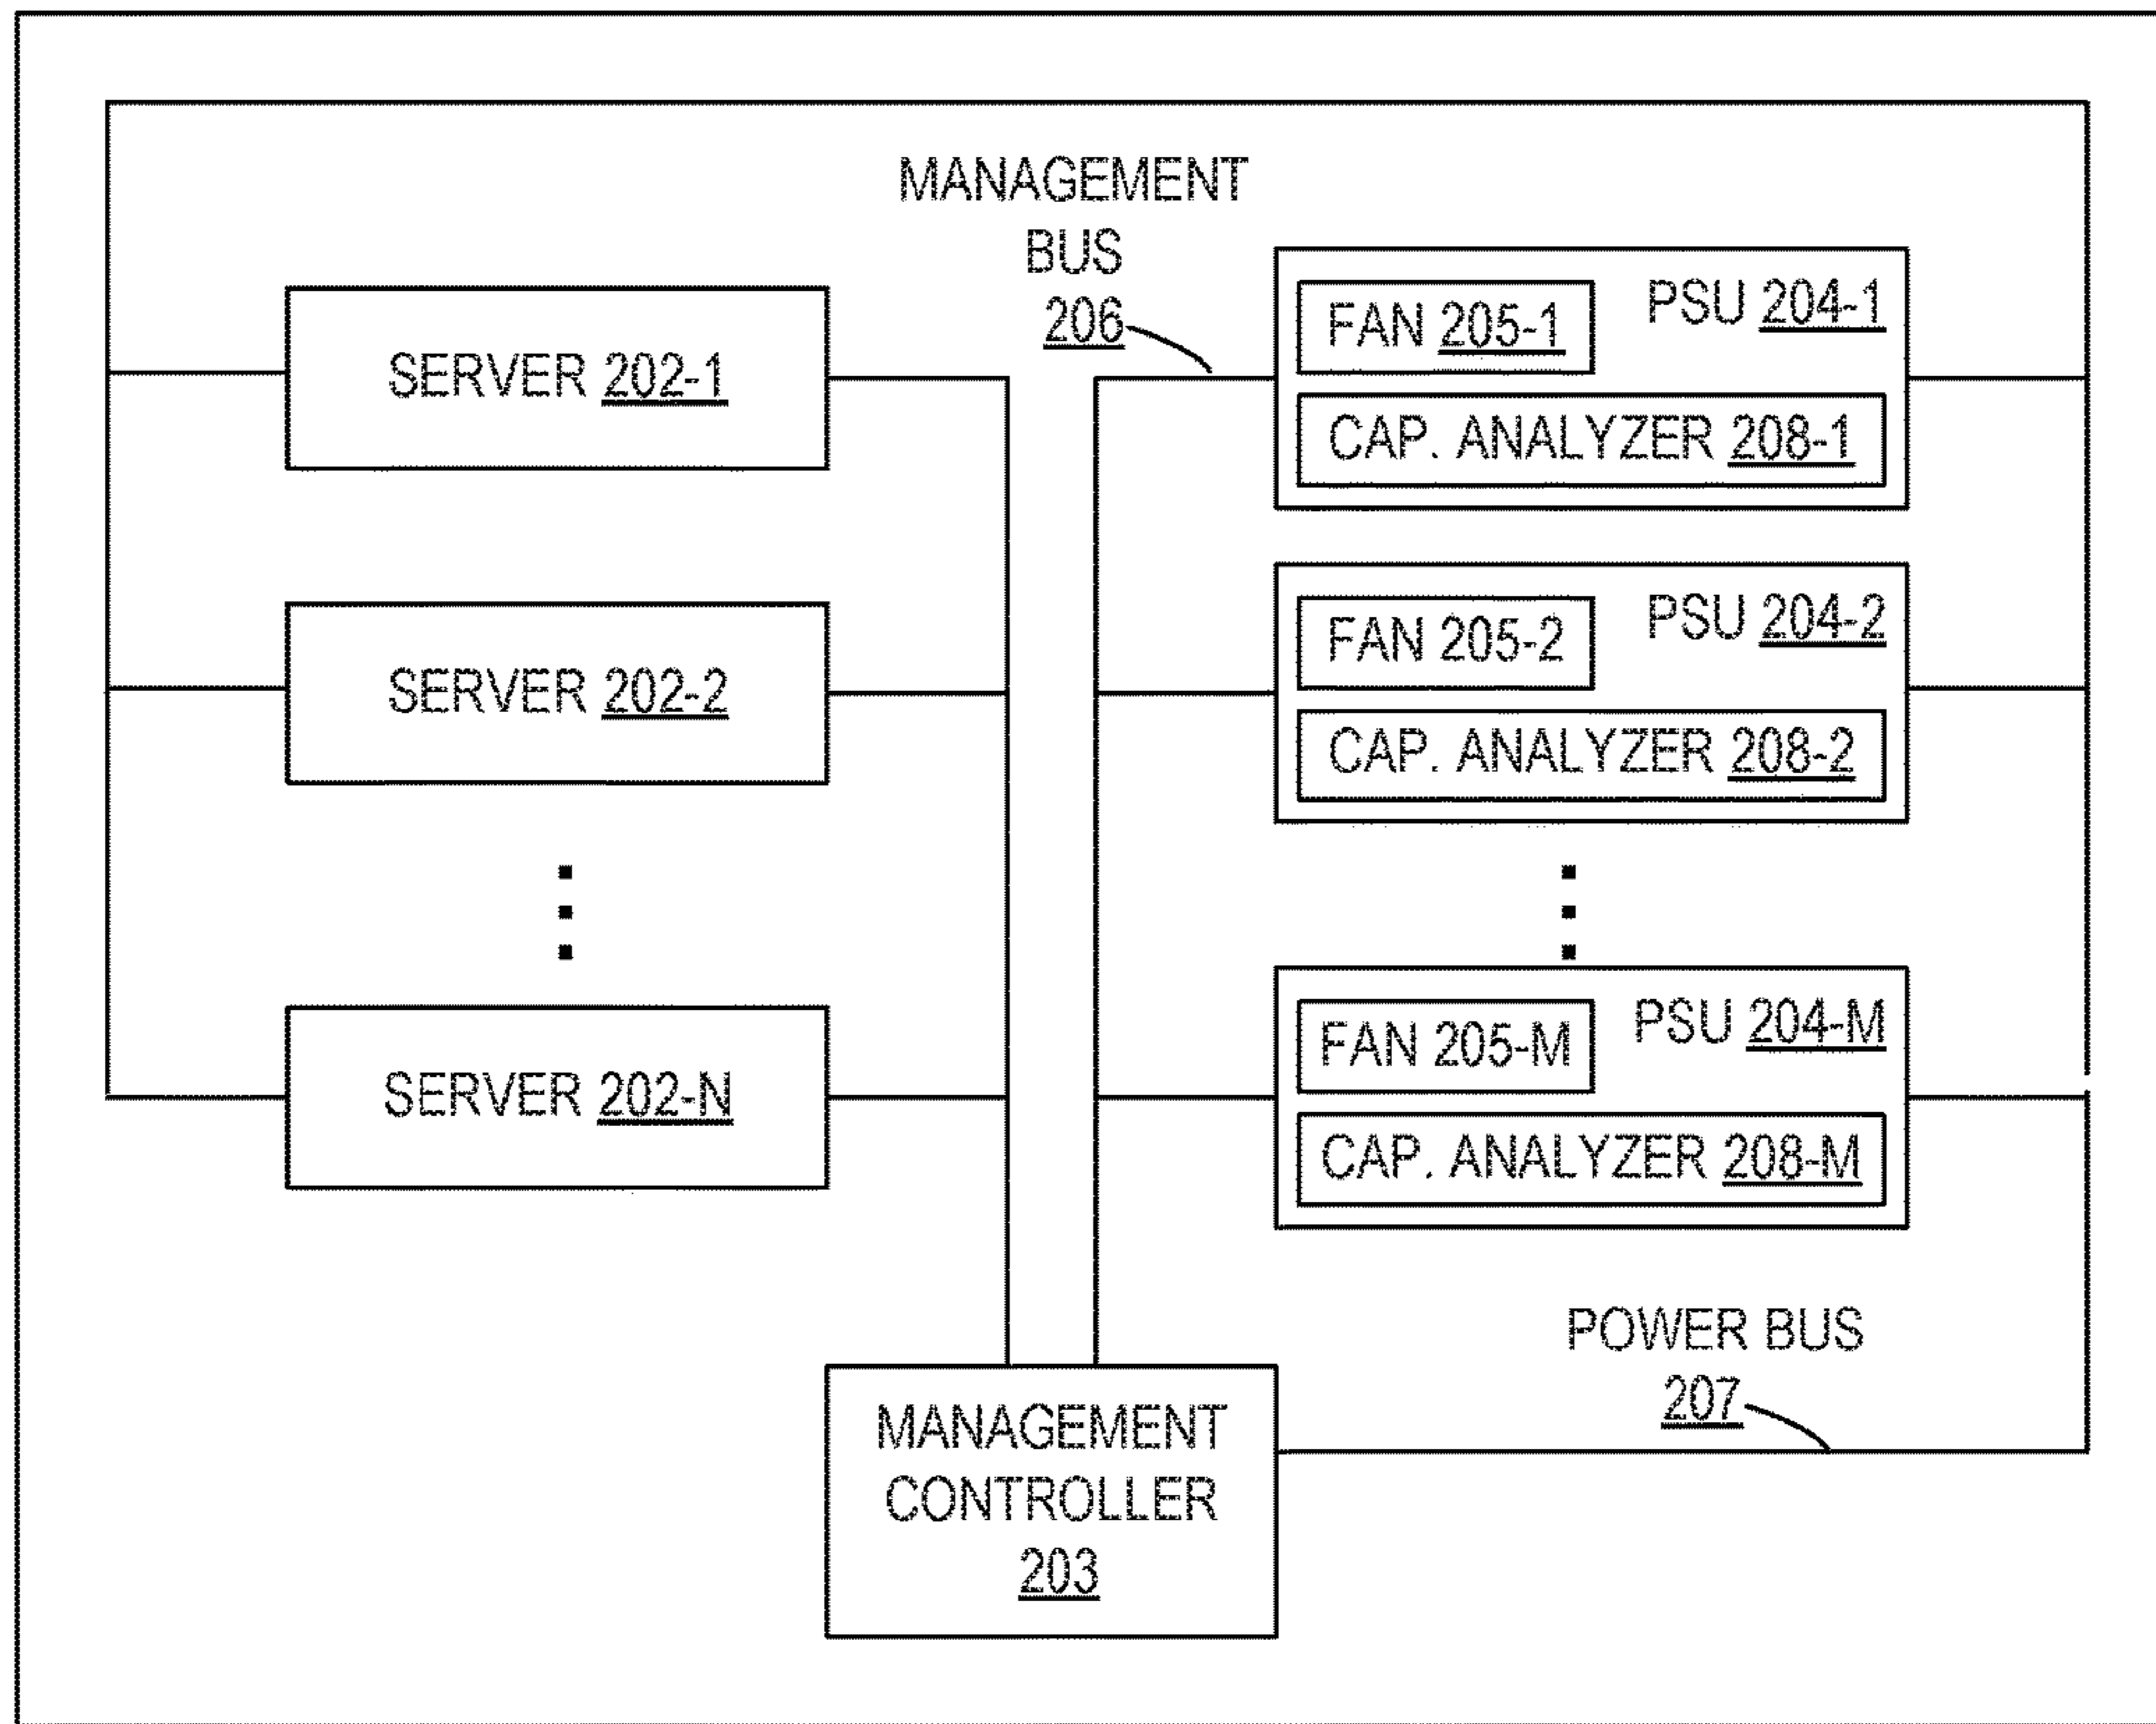 MANAGEMENT
BUS
206
SERVER 202-1
FAN 205-1
PSU 204-1
CAP. ANALYZER 208-1
SERVER 202-2
FAN 205-2
PSU 204-2
CAP. ANALYZER 208-2
SERVER 202-N
FAN 205-M
PSU 204-M
CAP. ANALYZER 208-M
POWER BUS
207
MANAGEMENT
CONTROLLER
203